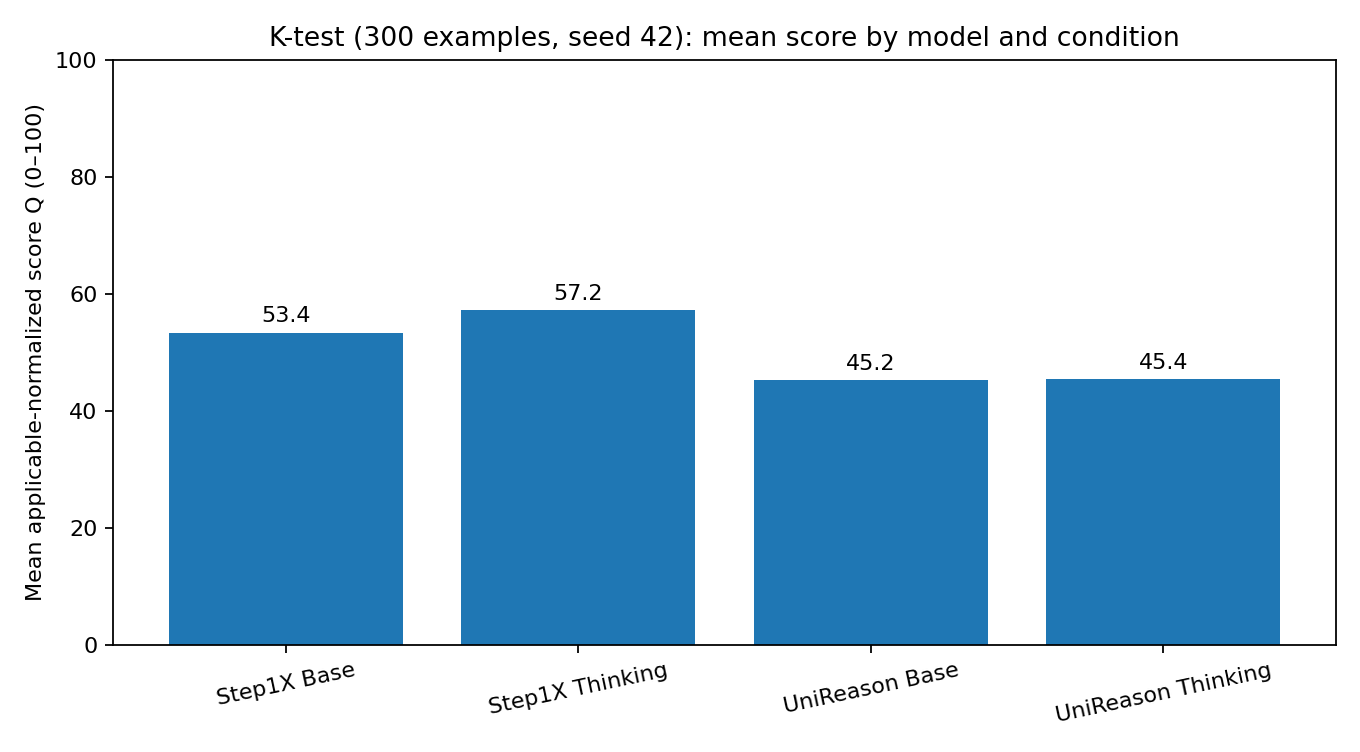 K-test (300 examples, seed 42): mean score by model and condition
Mean applicable-normalized score Q (0–100)
100
80
60
40
20
0
53.4
57.2
45.2
45.4
Step1X Base
Step1X Thinking
UniReason Base
UniReason Thinking